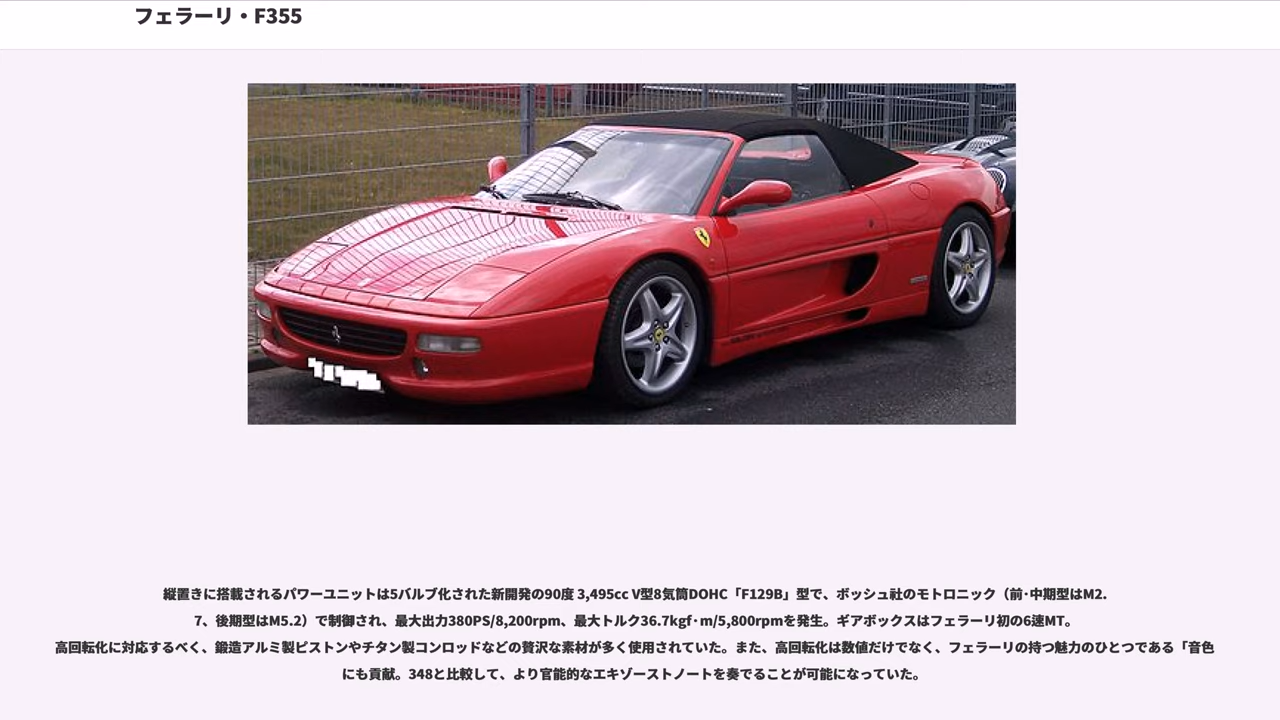 フェラーリ・F355
縦置きに搭載されるパワーユニットは5バルブ化された新開発の90度 3,495cc V型8気筒DOHC「F129B」型で、ボッシュ社のモトロニック（前·中期型はM2.
7、後期型はM5.2）で制御され、最大出力380PS/8,200rpm、最大トルク36.7kgf·m/5,800rpmを発生。ギアボックスはフェラーリ初の6速MT。
高回転化に対応するべく、鍛造アルミ製ピストンやチタン製コンロッドなどの贅沢な素材が多く使用されていた。また、高回転化は数値だけでなく、フェラーリの持つ魅力のひとつである「音色
にも貢献。348と比較して、より官能的なエキゾーストノートを奏でることが可能になっていた。